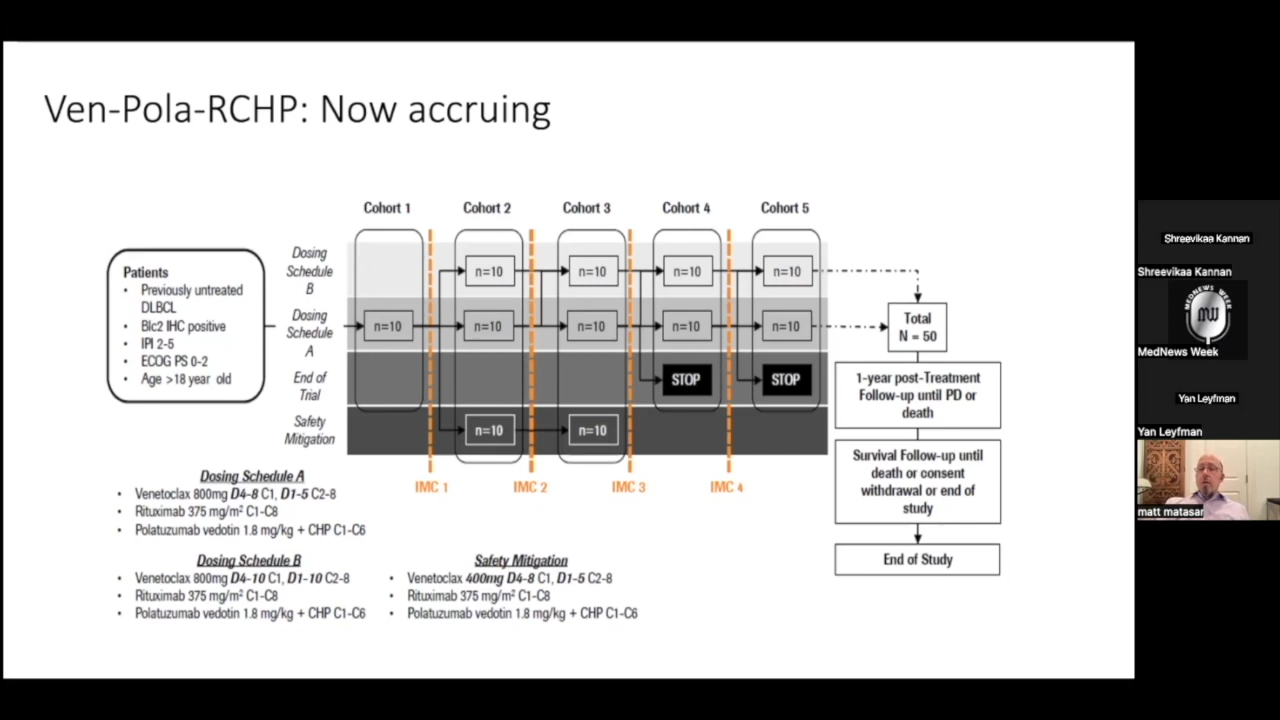 Ven-Pola-RCHP: Now accruing
Cohort 1
Cohort 2
Cohort 3
Cohort 4
Cohort 5
Patients
• Previously untreated
DLBCL
• Blc2 IHC positive
• IPI 2-5
• ECOG PS 0-2
• Age >18 year old
Dosing
Schedule
B
n=10
n=10
n=10
n=10
Dosing
Schedule
A
n=10
n=10
n=10
n=10
n=10
End of
Trial
STOP
STOP
Safety
Mitigation
n=10
n=10
IMC 1
IMC 2
IMC 3
IMC 4
Total
N = 50
1-year post-Treatment
Follow-up until PD or
death
Survival Follow-up until
death or consent
withdrawal or end of
study
End of Study
Dosing Schedule A
• Venetoclax 800mg D4-8 C1, D1-5 C2-8
• Rituximab 375 mg/m² C1-C8
• Polatuzumab vedotin 1.8 mg/kg + CHP C1-C6
Dosing Schedule B
• Venetoclax 800mg D4-10 C1, D1-10 C2-8
• Rituximab 375 mg/m² C1-C8
• Polatuzumab vedotin 1.8 mg/kg + CHP C1-C6
Safety Mitigation
• Venetoclax 400mg D4-8 C1, D1-5 C2-8
• Rituximab 375 mg/m² C1-C8
• Polatuzumab vedotin 1.8 mg/kg + CHP C1-C6
Shreevikaa Kannan
Shreevikaa Kannan
MEDNEWS WEEK
MW
MedNews Week
Yan Leyfman
Yan Leyfman
matt matasar